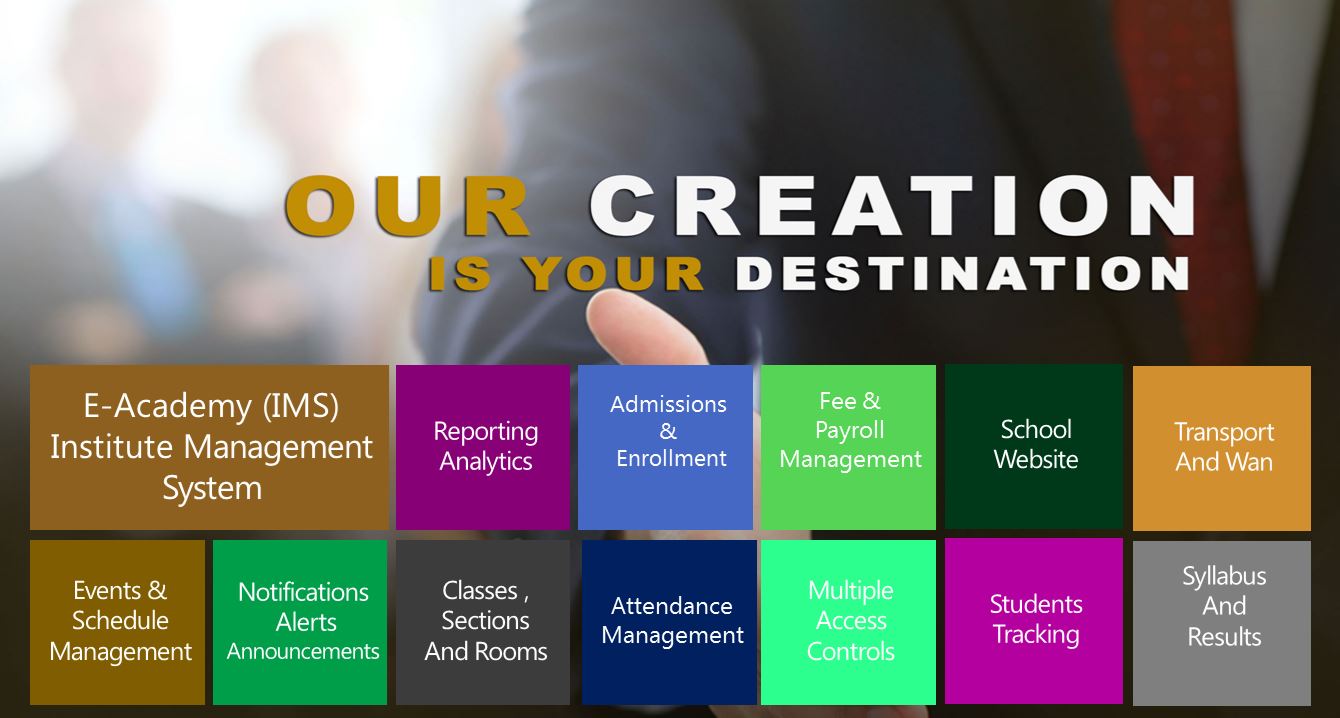 OUR CREATION
IS YOUR DESTINATION
E-Academy (IMS)
Institute Management
System
Reporting
Analytics
Admissions
&
Enrollment
Fee &
Payroll
Management
School
Website
Transport
And Wan
Events &
Schedule
Management
Notifications
Alerts
Announcements
Classes ,
Sections
And Rooms
Attendance
Management
Multiple
Access
Controls
Students
Tracking
Syllabus
And
Results